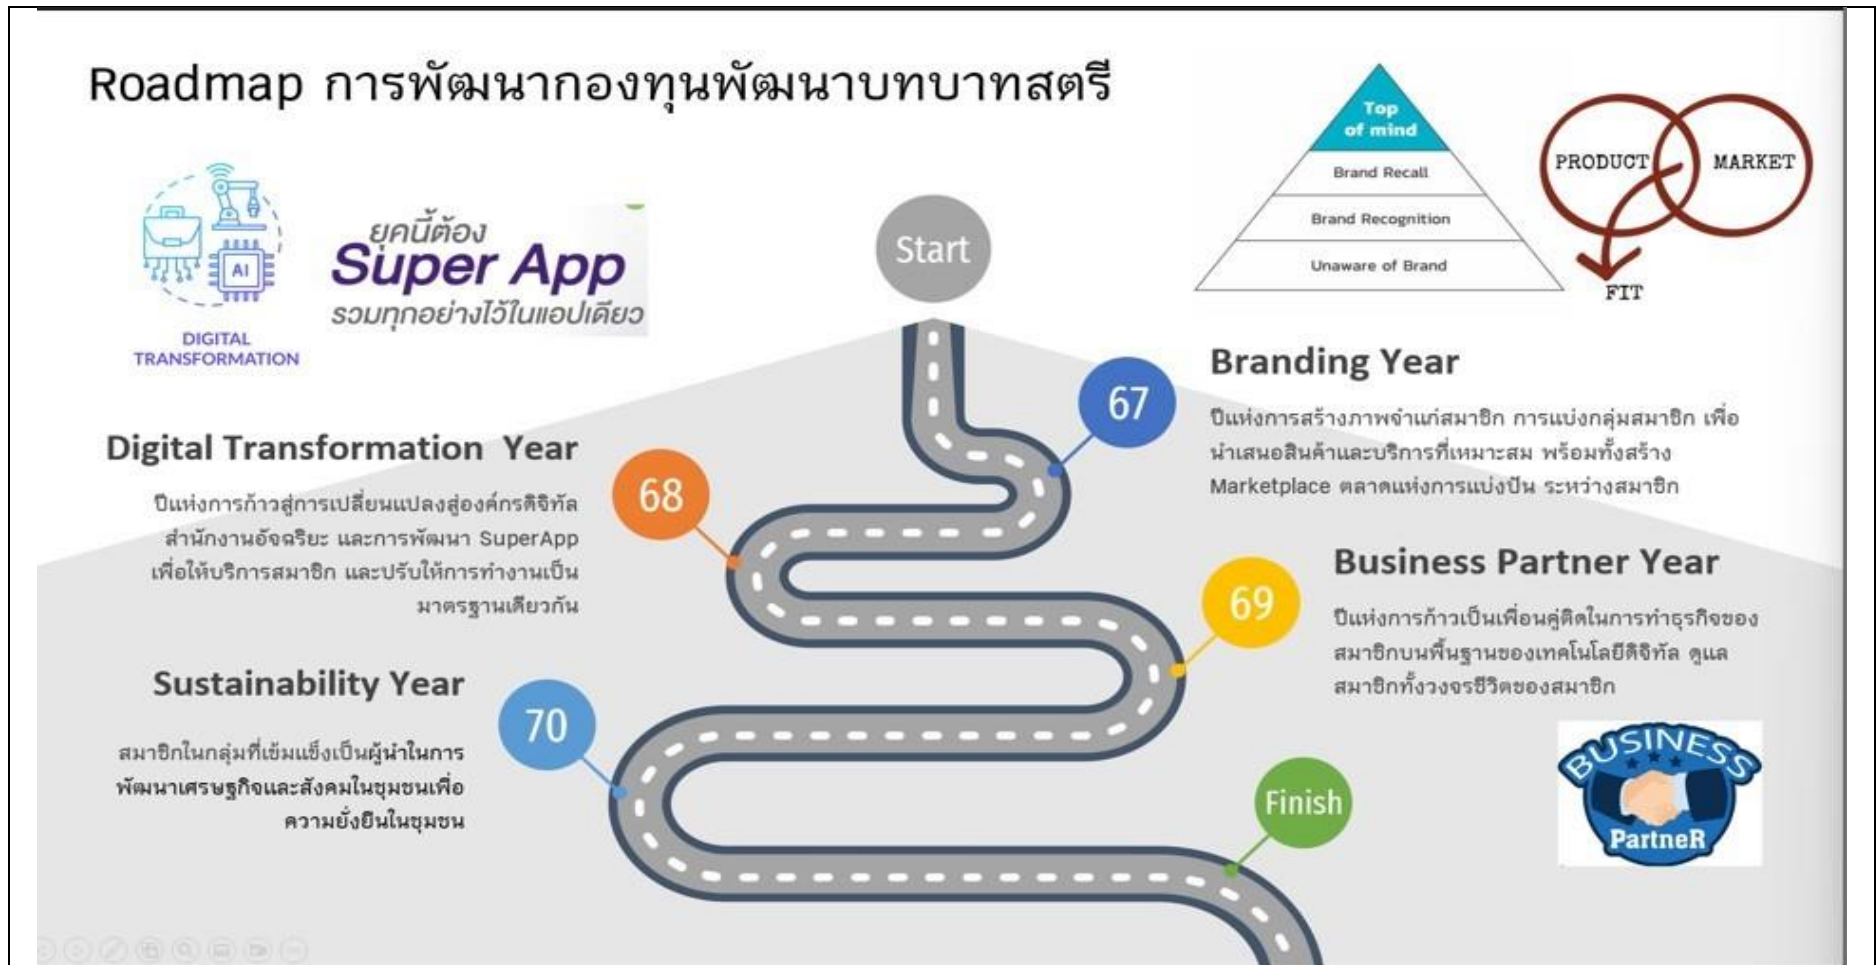 Roadmap การพัฒนากองทุนพัฒนาบทบาทสตรี
Top
of mind
Brand Recall
Brand Recognition
Unaware of Brand
PRODUCT
MARKET
FIT
AI
DIGITAL
TRANSFORMATION
ยุคนี้ต้อง
Super App
รวมทุกอย่างไว้ในแอปเดียว
Start
67
Branding Year
ปีแห่งการสร้างภาพจำแก่สมาชิก การแบ่งกลุ่มสมาชิก เพื่อ
นำเสนอสินค้าและบริการที่เหมาะสม พร้อมทั้งสร้าง
Marketplace ตลาดแห่งการแบ่งปัน ระหว่างสมาชิก
Digital Transformation Year
68
ปีแห่งการก้าวสู่การเปลี่ยนแปลงสู่องค์กรดิจิทัล
สำนักงานอัจฉริยะ และการพัฒนา SuperApp
เพื่อให้บริการสมาชิก และปรับให้การทำงานเป็น
มาตรฐานเดียวกัน
69
Business Partner Year
ปีแห่งการก้าวเป็นเพื่อนคู่คิดในการทำธุรกิจของ
สมาชิกบนพื้นฐานของเทคโนโลยีดิจิทัล ดูแล
สมาชิกทั้งวงจรชีวิตของสมาชิก
Sustainability Year
70
สมาชิกในกลุ่มที่เข้มแข็งเป็นผู้นำในการ
พัฒนาเศรษฐกิจและสังคมในชุมชนเพื่อ
ความยั่งยืนในชุมชน
Finish
BUSINESS
PartneR